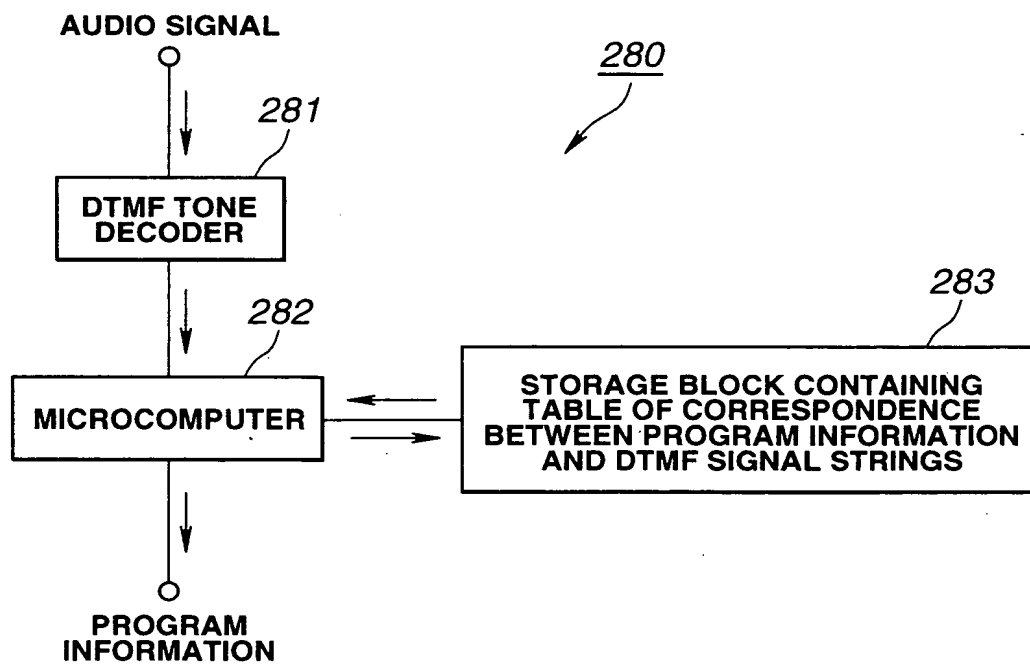 AUDIO SIGNAL
280
281
DTMF TONE
DECODER
282
MICROCOMPUTER
283
STORAGE BLOCK CONTAINING
TABLE OF CORRESPONDENCE
BETWEEN PROGRAM INFORMATION
AND DTMF SIGNAL STRINGS
PROGRAM
INFORMATION